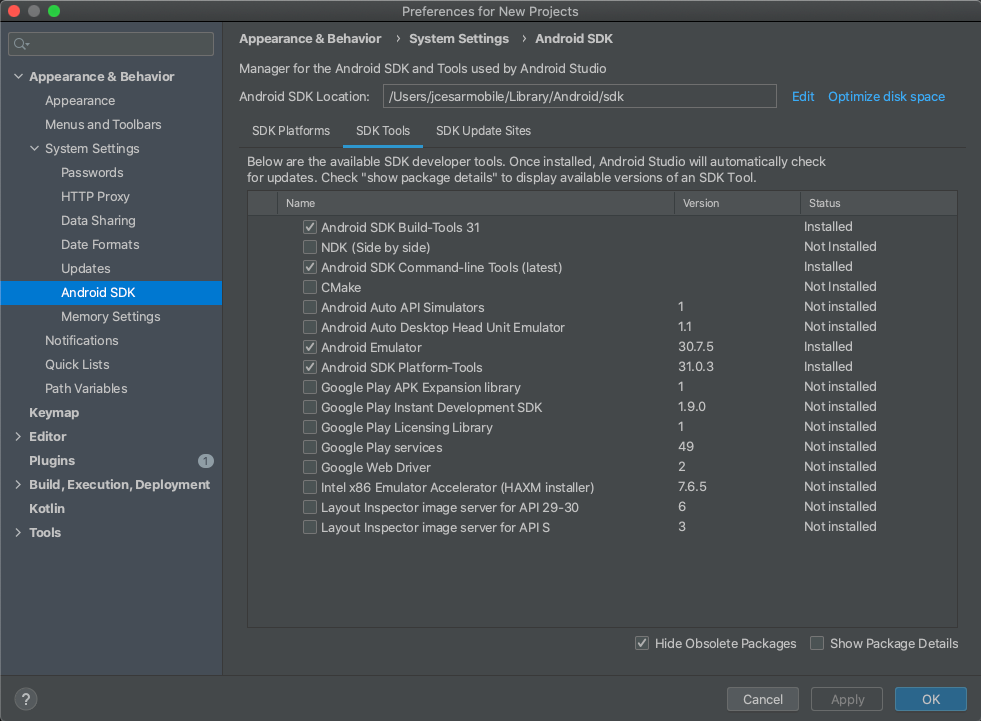 Preferences for New Projects
Appearance & Behavior
Appearance
Menus and Toolbars
System Settings
Passwords
HTTP Proxy
Data Sharing
Date Formats
Updates
Android SDK
Memory Settings
Notifications
Quick Lists
Path Variables
Keymap
Editor
Plugins 1
Build, Execution, Deployment
Kotlin
Tools
Appearance & Behavior › System Settings › Android SDK
Manager for the Android SDK and Tools used by Android Studio
Android SDK Location: /Users/jcesarmobile/Library/Android/sdk Edit Optimize disk space
SDK Platforms SDK Tools SDK Update Sites
Below are the available SDK developer tools. Once installed, Android Studio will automatically check
for updates. Check "show package details" to display available versions of an SDK Tool.
Name Version Status
Android SDK Build-Tools 31 Installed
NDK (Side by side) Not Installed
Android SDK Command-line Tools (latest) Installed
CMake Not Installed
Android Auto API Simulators 1 Not installed
Android Auto Desktop Head Unit Emulator 1.1 Not installed
Android Emulator 30.7.5 Installed
Android SDK Platform-Tools 31.0.3 Installed
Google Play APK Expansion library 1 Not installed
Google Play Instant Development SDK 1.9.0 Not installed
Google Play Licensing Library 1 Not installed
Google Play services 49 Not installed
Google Web Driver 2 Not installed
Intel x86 Emulator Accelerator (HAXM installer) 7.6.5 Not installed
Layout Inspector image server for API 29-30 6 Not installed
Layout Inspector image server for API S 3 Not installed
Hide Obsolete Packages Show Package Details
? Cancel Apply OK